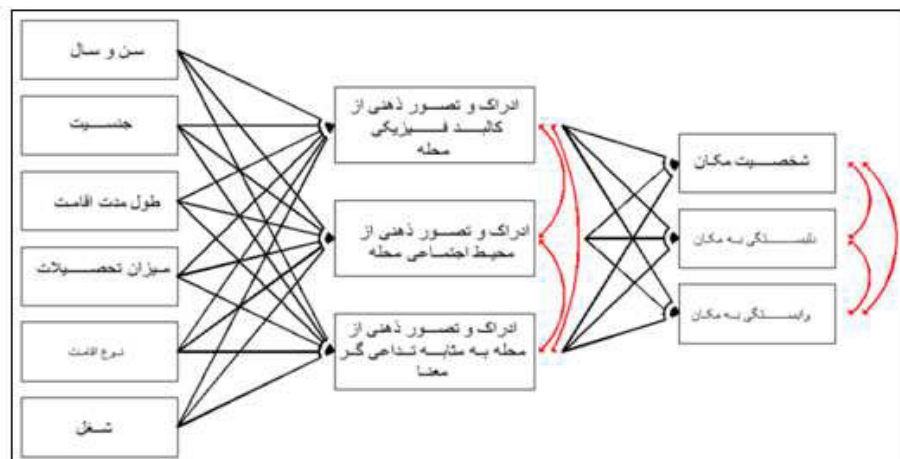 سن و سال
جنسیت
طول مدت اقامت
میزان تحصیلات
نوع اقامت
شغل
ادراک و تصور ذهنی از
کالبد فیزیکی
محله
ادراک و تصور ذهنی از
محیط اجتماعی محله
ادراک و تصور ذهنی از
محله به مثابه تداعی گر
معنا
شخصیت مکان
دلبستگی به مکان
وابستگی به مکان